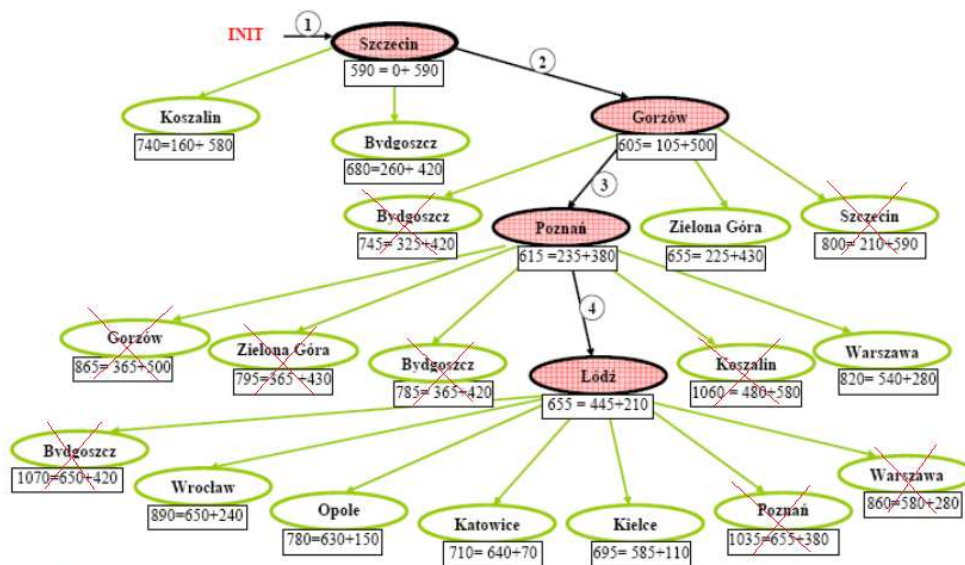 1
INIT
Szczecin
590 = 0+ 590
2
Koszalin
740=160+ 580
Bydgoszcz
680=260+ 420
Gorzów
605= 105+500
3
Bydgoszcz
745= 325+420
Poznań
615 =235+380
Zielona Góra
655= 225+430
Szczecin
800= 210+590
4
Gorzów
865= 365+500
Zielona Góra
795=365 +430
Bydgoszcz
785= 365+420
Łódź
655 = 445+210
Koszalin
1060 = 480+580
Warszawa
820= 540+280
Bydgoszcz
1070=650+420
Wrocław
890=650+240
Opole
780=630+150
Katowice
710= 640+70
Kielce
695= 585+110
Poznań
1035=655+380
Warszawa
860=580+280